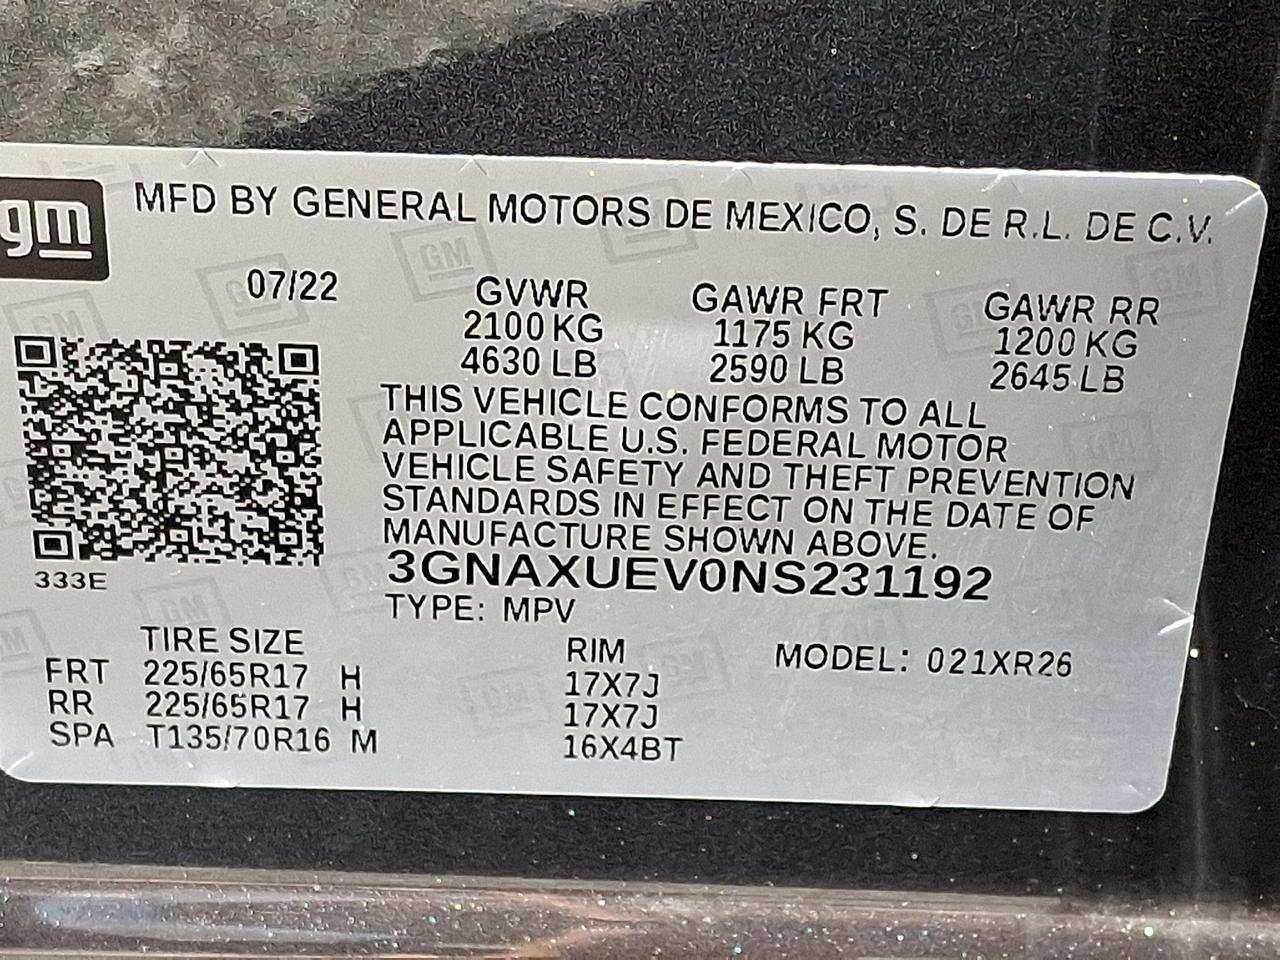 gm
MFD BY GENERAL MOTORS DE MEXICO, S. DE R.L. DE C.V.
07/22
GVWR GAWR FRT GAWR RR
2100 KG 1175 KG 1200 KG
4630 LB 2590 LB 2645 LB
THIS VEHICLE CONFORMS TO ALL
APPLICABLE U.S. FEDERAL MOTOR
VEHICLE SAFETY AND THEFT PREVENTION
STANDARDS IN EFFECT ON THE DATE OF
MANUFACTURE SHOWN ABOVE.
333E
3GNAXUEV0NS231192
TYPE: MPV
TIRE SIZE RIM MODEL: 021XR26
FRT 225/65R17 H 17X7J
RR 225/65R17 H 17X7J
SPA T135/70R16 M 16X4BT